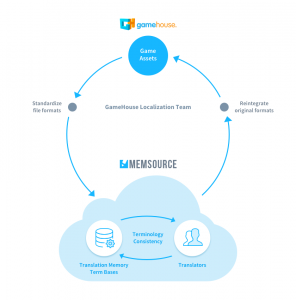 gamehouse.
Game
Assets
Standardize
file formats
GameHouse Localization Team
Reintegrate
original formats
MEMSOURCE
Terminology
Consistency
Translation Memory
Term Bases
Translators